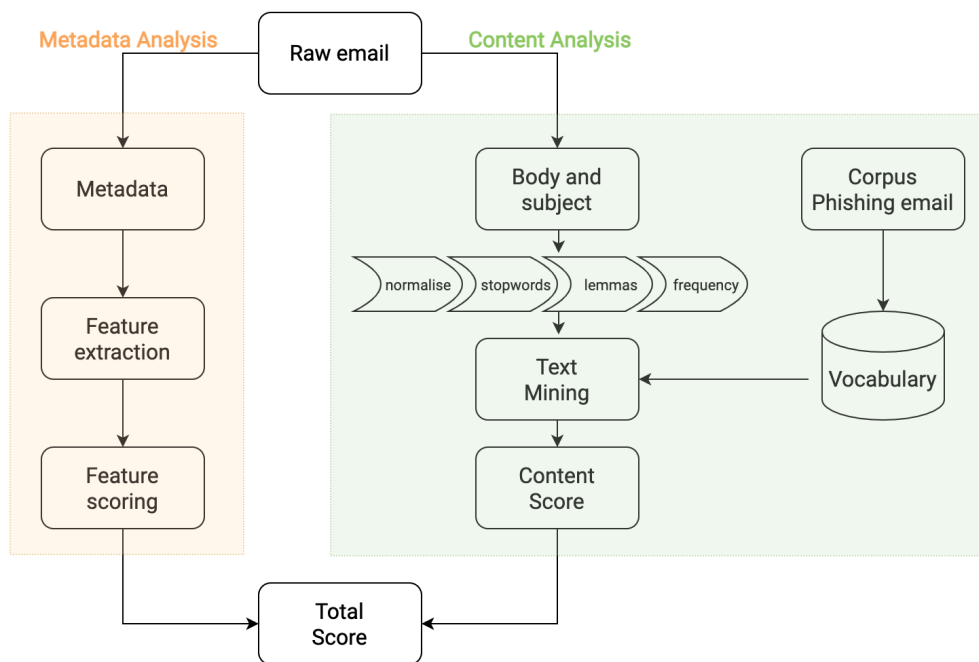 Metadata Analysis
Raw email
Content Analysis
Metadata
Feature
extraction
Feature
scoring
Body and
subject
normalise
stopwords
lemmas
frequency
Text
Mining
Content
Score
Corpus
Phishing email
Vocabulary
Total
Score